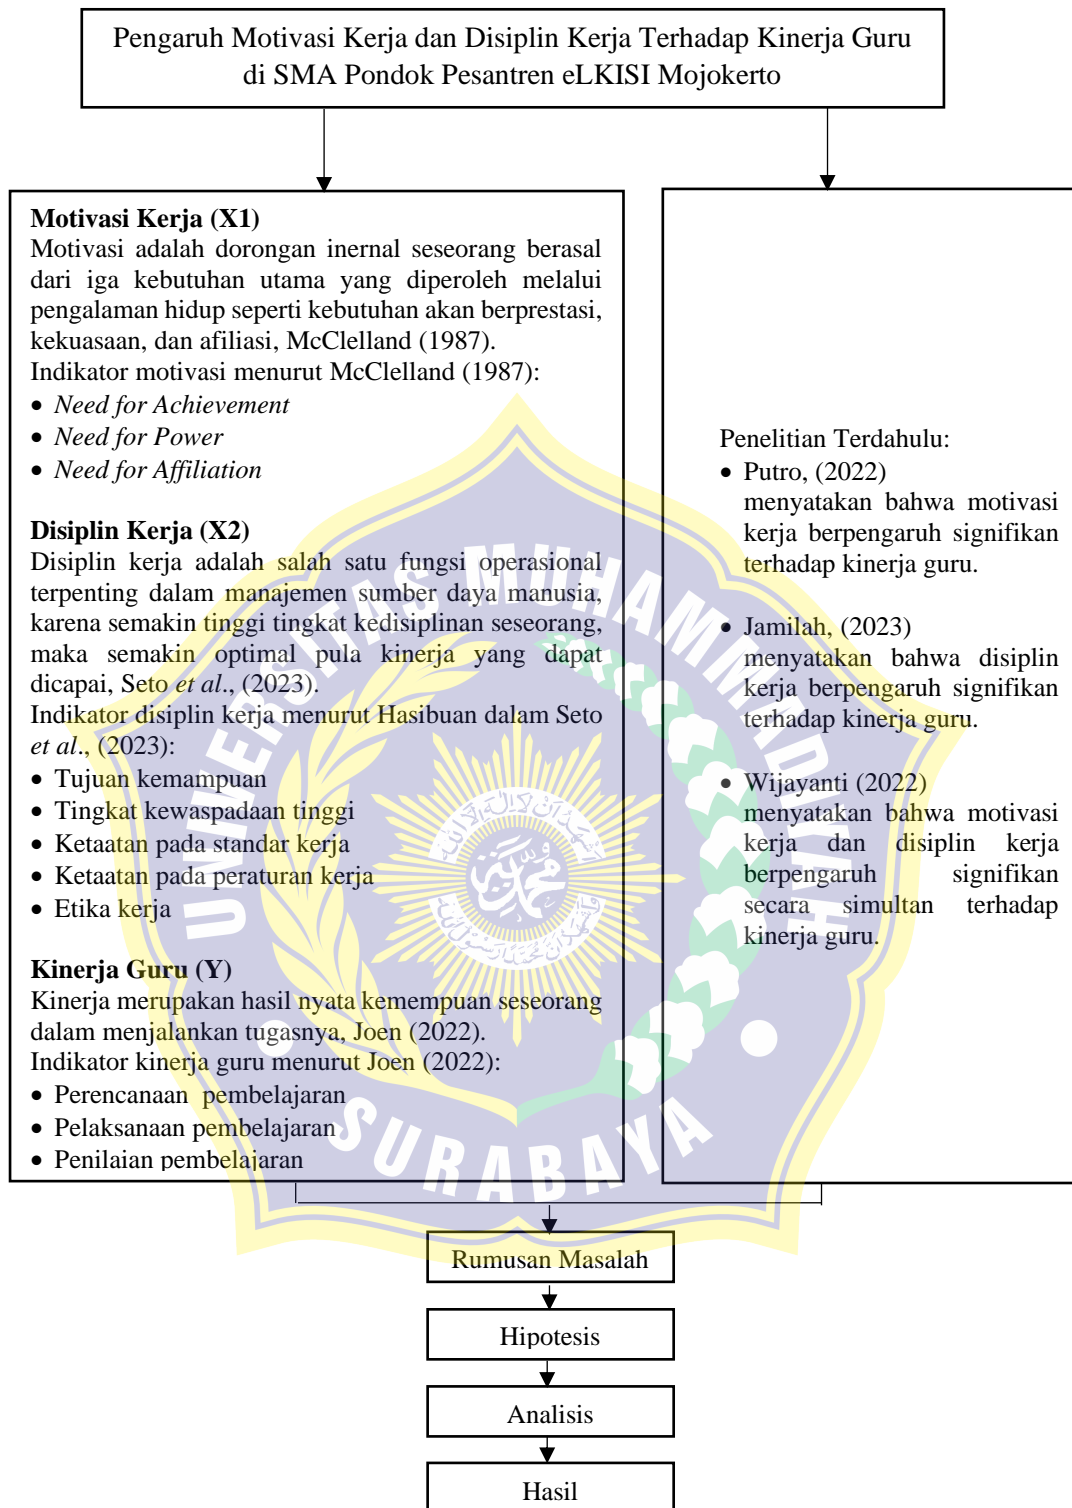 Pengaruh Motivasi Kerja dan Disiplin Kerja Terhadap Kinerja Guru
di SMA Pondok Pesantren eLKISI Mojokerto
Motivasi Kerja (X1)
Motivasi adalah dorongan inernal seseorang berasal
dari iga kebutuhan utama yang diperoleh melalui
pengalaman hidup seperti kebutuhan akan berprestasi,
kekuasaan, dan afiliasi, McClelland (1987).
Indikator motivasi menurut McClelland (1987):
• Need for Achievement
• Need for Power
• Need for Affiliation
Disiplin Kerja (X2)
Disiplin kerja adalah salah satu fungsi operasional
terpenting dalam manajemen sumber daya manusia,
karena semakin tinggi tingkat kedisiplinan seseorang,
maka semakin optimal pula kinerja yang dapat
dicapai, Seto et al., (2023).
Indikator disiplin kerja menurut Hasibuan dalam Seto
et al., (2023):
• Tujuan kemampuan
• Tingkat kewaspadaan tinggi
• Ketaatan pada standar kerja
• Ketaatan pada peraturan kerja
• Etika kerja
Kinerja Guru (Y)
Kinerja merupakan hasil nyata kemempuan seseorang
dalam menjalankan tugasnya, Joen (2022).
Indikator kinerja guru menurut Joen (2022):
• Perencanaan pembelajaran
• Pelaksanaan pembelajaran
• Penilaian pembelajaran
Penelitian Terdahulu:
• Putro, (2022)
menyatakan bahwa motivasi
kerja berpengaruh signifikan
terhadap kinerja guru.
• Jamilah, (2023)
menyatakan bahwa disiplin
kerja berpengaruh signifikan
terhadap kinerja guru.
• Wijayanti (2022)
menyatakan bahwa motivasi
kerja dan disiplin kerja
berpengaruh signifikan
secara simultan terhadap
kinerja guru.
Rumusan Masalah
Hipotesis
Analisis
Hasil
UNIVERSITAS MUHAMMADIYAH
SURABAYA